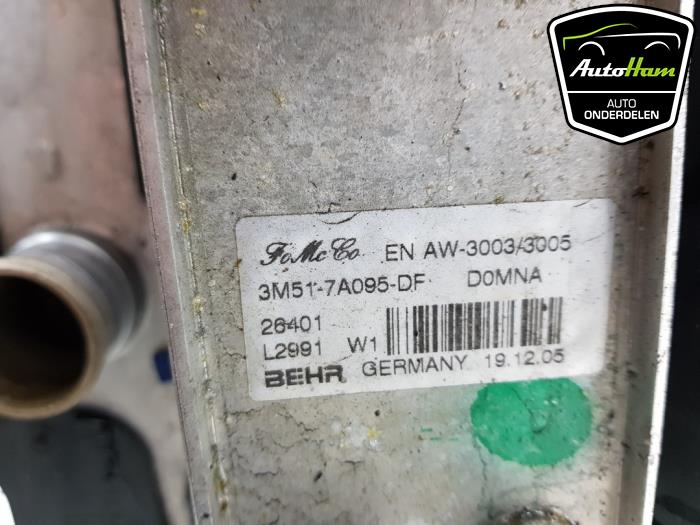 AutoHam
AUTO
ONDERDELEN
FoMoCo EN AW-3003/3005
3M51-7A095-DF D0MNA
26401
L2991 W1
BEHR GERMANY 19.12.05